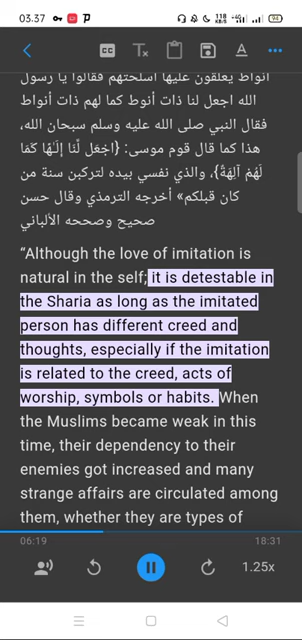 03.37
118 KB/S
4G
94
CC
أنواط يعلقون عليها أسلحتهم فقالوا يا رسول
الله اجعل لنا ذات أنوط كما لهم ذات أنواط
فقال النبي صلى الله عليه وسلم سبحان الله،
هذا كما قال قوم موسى: {اجْعَل لَّنَا إِلَـٰهًا كَمَا
لَهُمْ آلِهَةٌ}، والذي نفسي بيده لتركبن سنة من
كان قبلكم» أخرجه الترمذي وقال حسن
صحيح وصححه الألباني
“Although the love of imitation is
natural in the self; it is detestable in
the Sharia as long as the imitated
person has different creed and
thoughts, especially if the imitation
is related to the creed, acts of
worship, symbols or habits. When
the Muslims became weak in this
time, their dependency to their
enemies got increased and many
strange affairs are circulated among
them, whether they are types of
06:19
18:31
1.25x